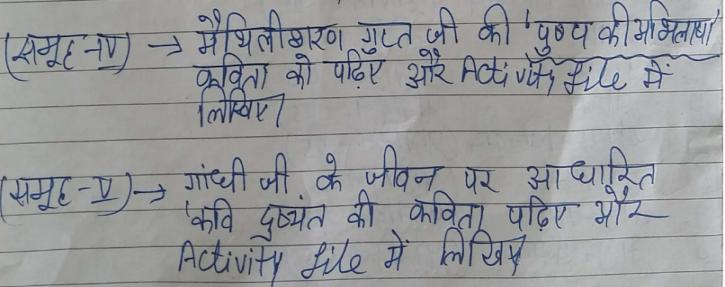 (समूह-IV) → मैथिलीशरण गुप्त जी की 'पुष्प की अभिलाषा'
कविता को पढ़िए और Activity file में
लिखिए।
(समूह-V) → गांधी जी के जीवन पर आधारित
'कवि दुष्यंत की कविता पढ़िए और
Activity file में लिखिए